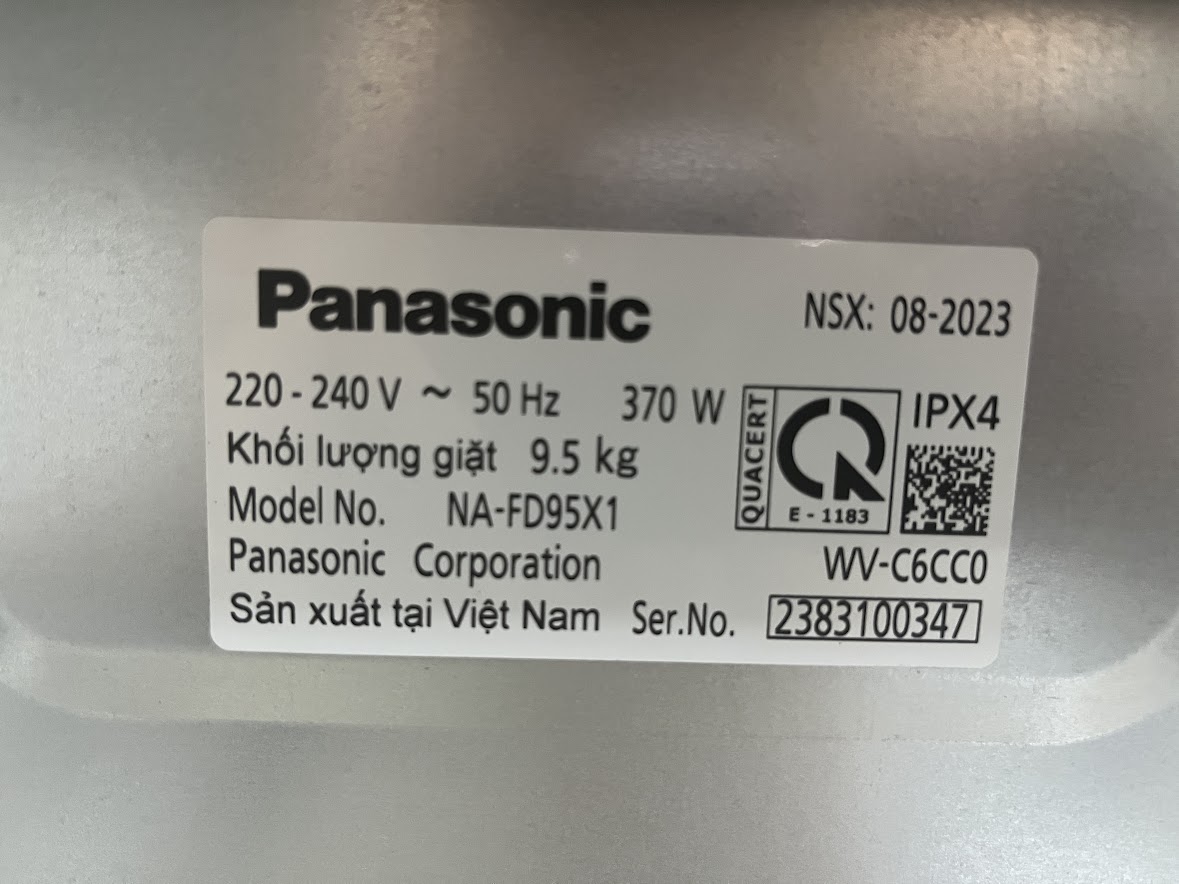 Panasonic
NSX: 08-2023
220 - 240 V ~ 50 Hz 370 W
Khối lượng giặt 9.5 kg
Model No. NA-FD95X1
Panasonic Corporation
Sản xuất tại Việt Nam
QUACERT
E - 1183
IPX4
WV-C6CC0
Ser.No. 2383100347